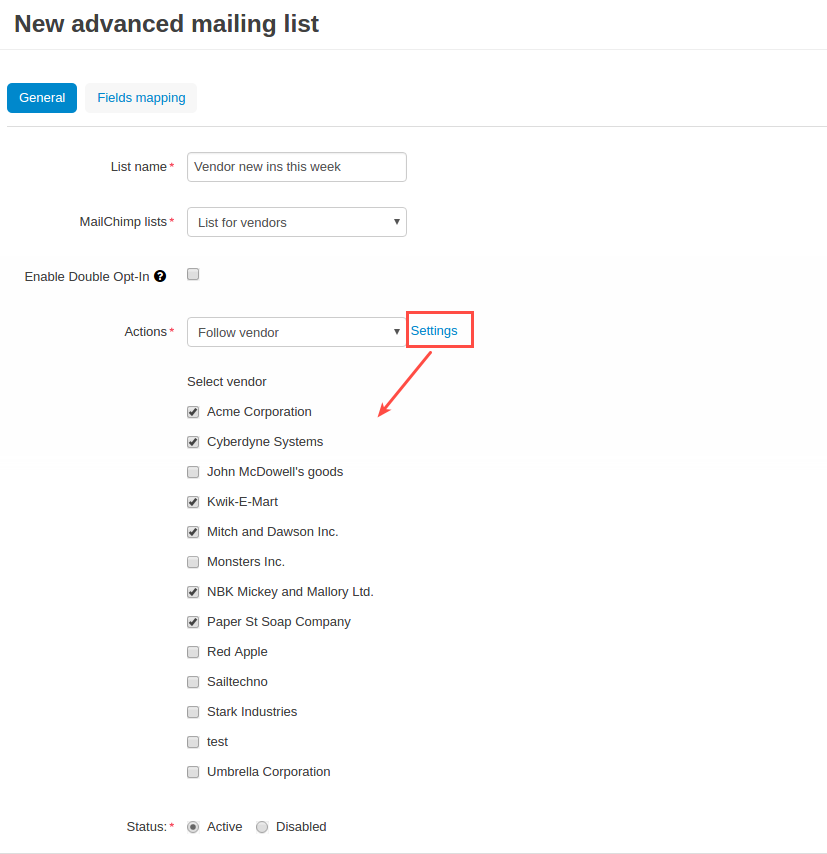 New advanced mailing list
General Fields mapping
List name* Vendor new ins this week
MailChimp lists* List for vendors
Enable Double Opt-In ?
Actions* Follow vendor Settings
Select vendor
Acme Corporation
Cyberdyne Systems
John McDowell's goods
Kwik-E-Mart
Mitch and Dawson Inc.
Monsters Inc.
NBK Mickey and Mallory Ltd.
Paper St Soap Company
Red Apple
Sailtechno
Stark Industries
test
Umbrella Corporation
Status:* Active Disabled